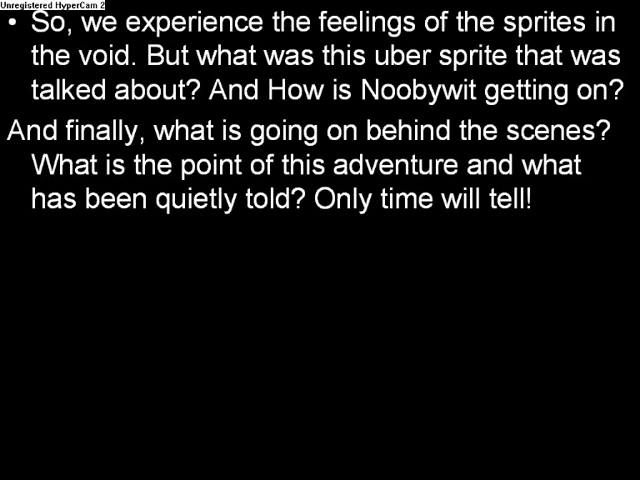 Unregistered HyperCam 2
• So, we experience the feelings of the sprites in
the void. But what was this uber sprite that was
talked about? And How is Noobywit getting on?
And finally, what is going on behind the scenes?
What is the point of this adventure and what
has been quietly told? Only time will tell!